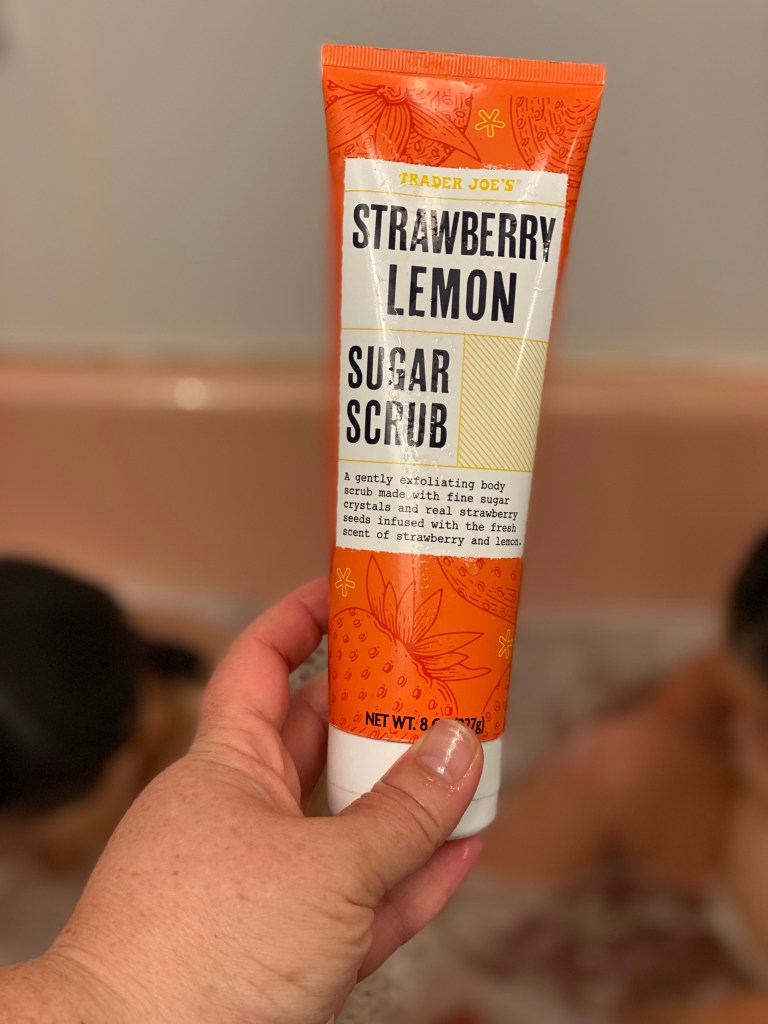 TRADER JOE'S
STRAWBERRY
LEMON
SUGAR
SCRUB
A gently exfoliating body
scrub made with fine sugar
crystals and real strawberry
seeds infused with the fresh
scent of strawberry and lemon.
NET WT. 8